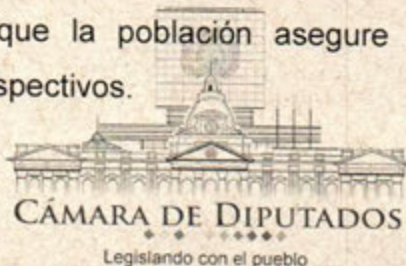 que la población asegure
spectivos.
CÁMARA DE DIPUTADOS
Legislando con el pueblo